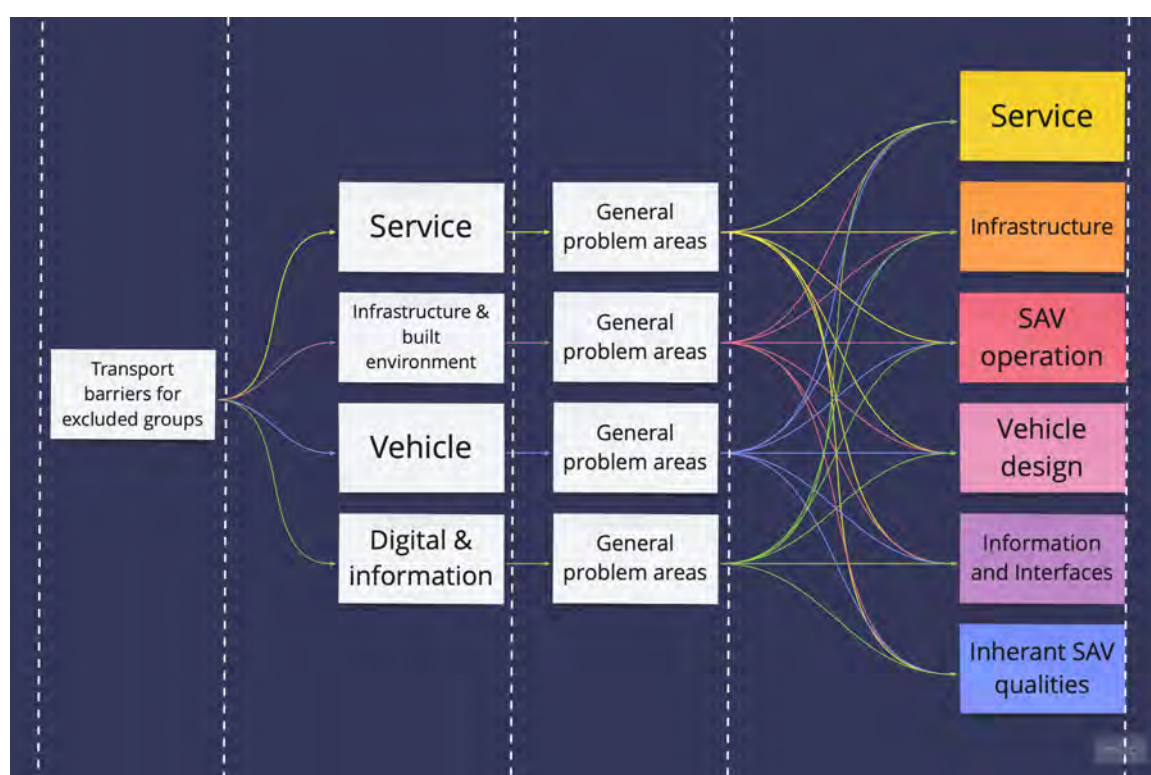 Transport
barriers for
excluded groups
Service
Infrastructure &
built
environment
Vehicle
Digital &
information
General
problem areas
General
problem areas
General
problem areas
General
problem areas
Service
Infrastructure
SAV
operation
Vehicle
design
Information
and Interfaces
Inherant SAV
qualities